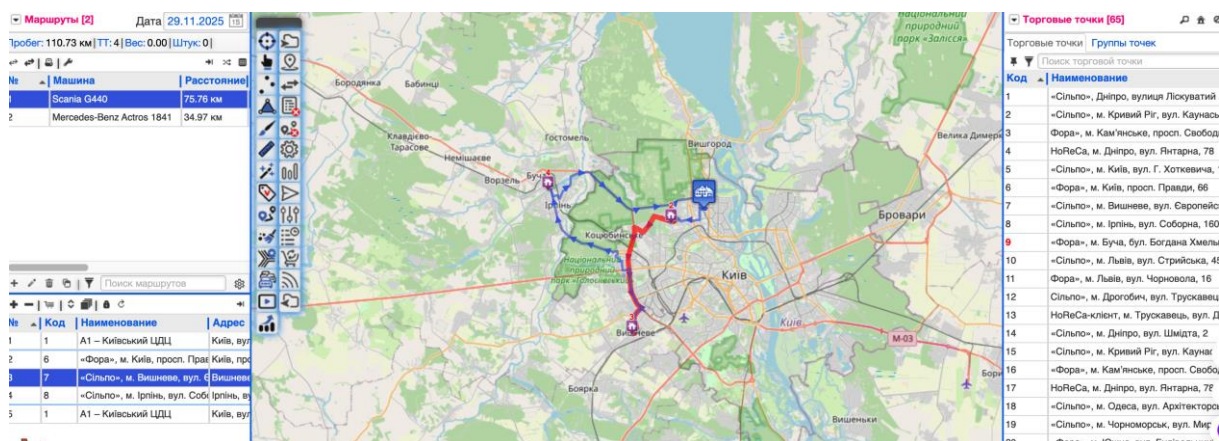 Маршруты [2] Дата 29.11.2025
Пробег: 110.73 км|ТТ: 4|Вес: 0.00|Штук: 0|
№ Машина Расстояние
1 Scania G440 75.76 км
2 Mercedes-Benz Actros 1841 34.97 км
Поиск маршрутов
№ Код Наименование Адрес
1 1 А1 – Київський ЦДЦ Київ, вул
2 6 «Фора», м. Київ, просп. Прав Київ, про
3 7 «Сільпо», м. Вишневе, вул. Є Вишневе
4 8 «Сільпо», м. Ірпінь, вул. Собо Ірпінь, ву
5 1 А1 – Київський ЦДЦ Київ, вул
Національний
природний
парк «Залісся»
Бородянка
Бабинці
Клавдієво-
Тарасове
Гостомель
Немішаєве
Ворзель
Буча
Ірпінь
Вишгород
Велика Димерка
Коцюбинське
Бровари
Національний
природний
парк «Голосіївський»
Київ
Київ
Вишневе
M-03
Боярка
Вишеньки
Торговые точки [65]
Торговые точки Группы точек
Поиск торговой точки
Код Наименование
1 «Сільпо», Дніпро, вулиця Ліскуватий
2 «Сільпо», м. Кривий Ріг, вул. Каунась
3 Фора», м. Кам'янське, просп. Свобод
4 HoReCa, м. Дніпро, вул. Янтарна, 78
5 «Сільпо», м. Київ, вул. Г. Хоткевича,
6 «Фора», м. Київ, просп. Правди, 66
7 «Сільпо», м. Вишневе, вул. Європейсь
8 «Сільпо», м. Ірпінь, вул. Соборна, 160
9 «Фора», м. Буча, бул. Богдана Хмель
10 «Сільпо», м. Львів, вул. Стрийська, 45
11 Фора», м. Львів, вул. Чорновола, 16
12 Сільпо», м. Дрогобич, вул. Трускавец
13 HoReCa-клієнт, м. Трускавець, вул. Д
14 «Сільпо», м. Дніпро, вул. Шмідта, 2
15 «Сільпо», м. Кривий Ріг, вул. Каунас
16 «Фора», м. Кам'янське, просп. Свобо
17 HoReCa, м. Дніпро, вул. Янтарна, 78
18 «Сільпо», м. Одеса, вул. Архітекторсь
19 «Сільпо», м. Чорноморськ, вул. Мир